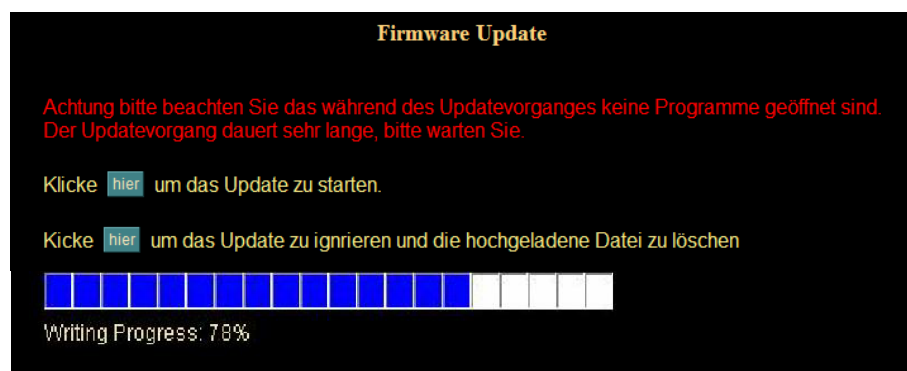 Firmware Update
Achtung bitte beachten Sie das während des Updatevorganges keine Programme geöffnet sind.
Der Updatevorgang dauert sehr lange, bitte warten Sie.
Klicke hier um das Update zu starten.
Kicke hier um das Update zu ignrieren und die hochgeladene Datei zu löschen
Writing Progress: 78%